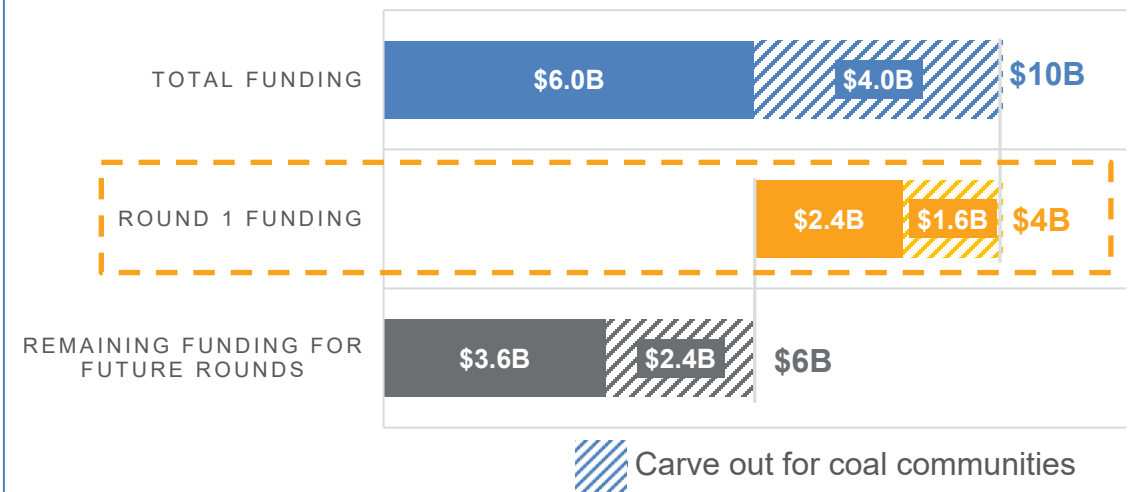 TOTAL FUNDING
$6.0B
$4.0B
$10B
ROUND 1 FUNDING
$2.4B
$1.6B
$4B
REMAINING FUNDING FOR
FUTURE ROUNDS
$3.6B
$2.4B
$6B
Carve out for coal communities